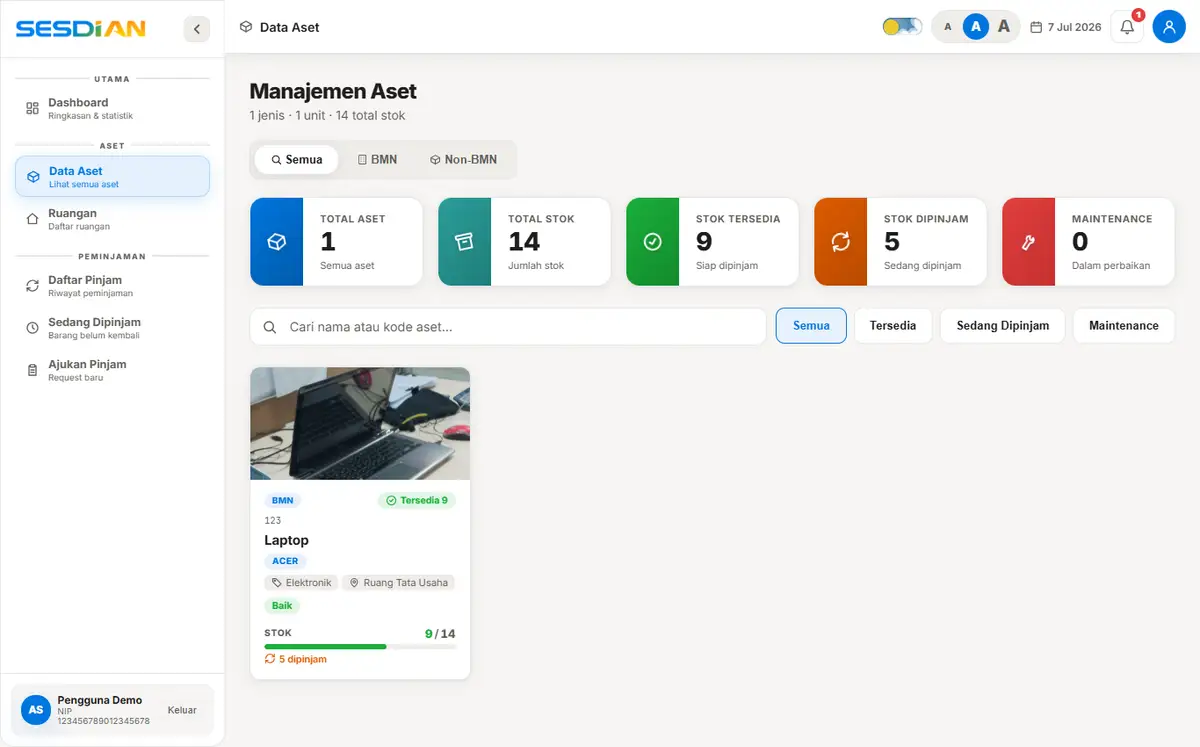 SESDiAN
Data Aset
A A A
7 Jul 2026
1
UTAMA
Dashboard
Ringkasan & statistik
ASET
Data Aset
Lihat semua aset
Ruangan
Daftar ruangan
PEMINJAMAN
Daftar Pinjam
Riwayat peminjaman
Sedang Dipinjam
Barang belum kembali
Ajukan Pinjam
Request baru
AS
Pengguna Demo
NIP
123456789012345678
Keluar
Manajemen Aset
1 jenis · 1 unit · 14 total stok
Semua
BMN
Non-BMN
TOTAL ASET
1
Semua aset
TOTAL STOK
14
Jumlah stok
STOK TERSEDIA
9
Siap dipinjam
STOK DIPINJAM
5
Sedang dipinjam
MAINTENANCE
0
Dalam perbaikan
Cari nama atau kode aset...
Semua
Tersedia
Sedang Dipinjam
Maintenance
BMN
Tersedia 9
123
Laptop
ACER
Elektronik
Ruang Tata Usaha
Baik
STOK
9 / 14
5 dipinjam